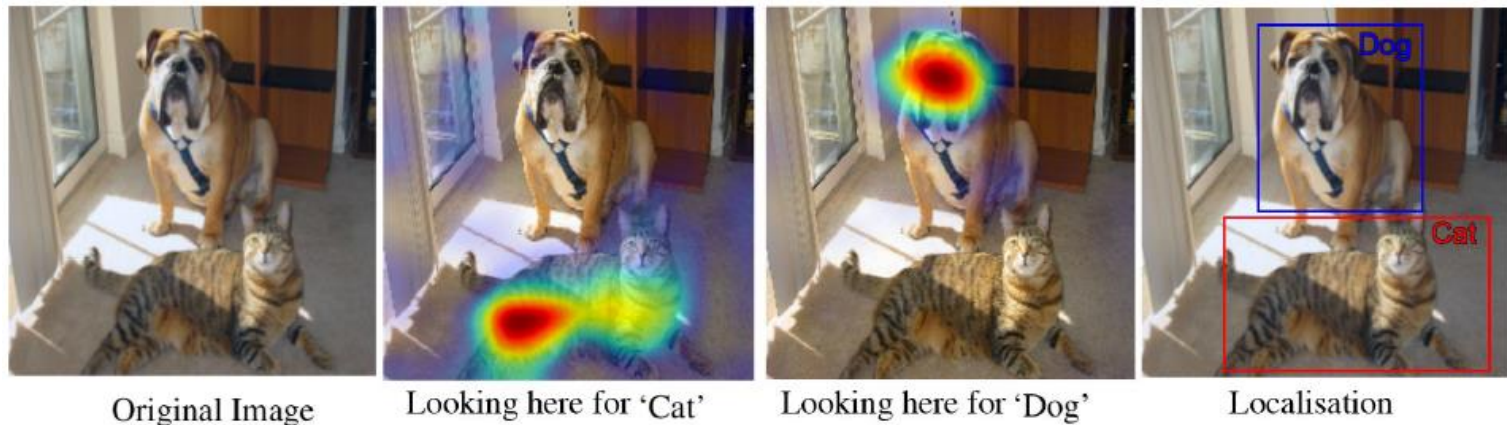 Dog
Cat
Original Image
Looking here for 'Cat'
Looking here for 'Dog'
Localisation